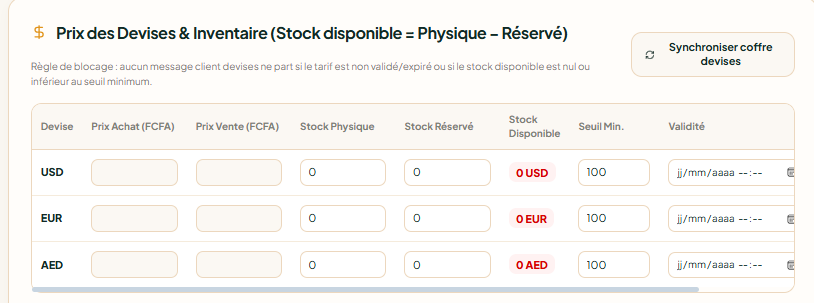 $ Prix des Devises & Inventaire (Stock disponible = Physique – Réservé)
Synchroniser coffre
devises
Règle de blocage : aucun message client devises ne part si le tarif est non validé/expiré ou si le stock disponible est nul ou
inférieur au seuil minimum.
Devise Prix Achat (FCFA) Prix Vente (FCFA) Stock Physique Stock Réservé Stock Disponible Seuil Min. Validité
USD 0 0 0 USD 100 jj/mm/aaaa --:--
EUR 0 0 0 EUR 100 jj/mm/aaaa --:--
AED 0 0 0 AED 100 jj/mm/aaaa --:--